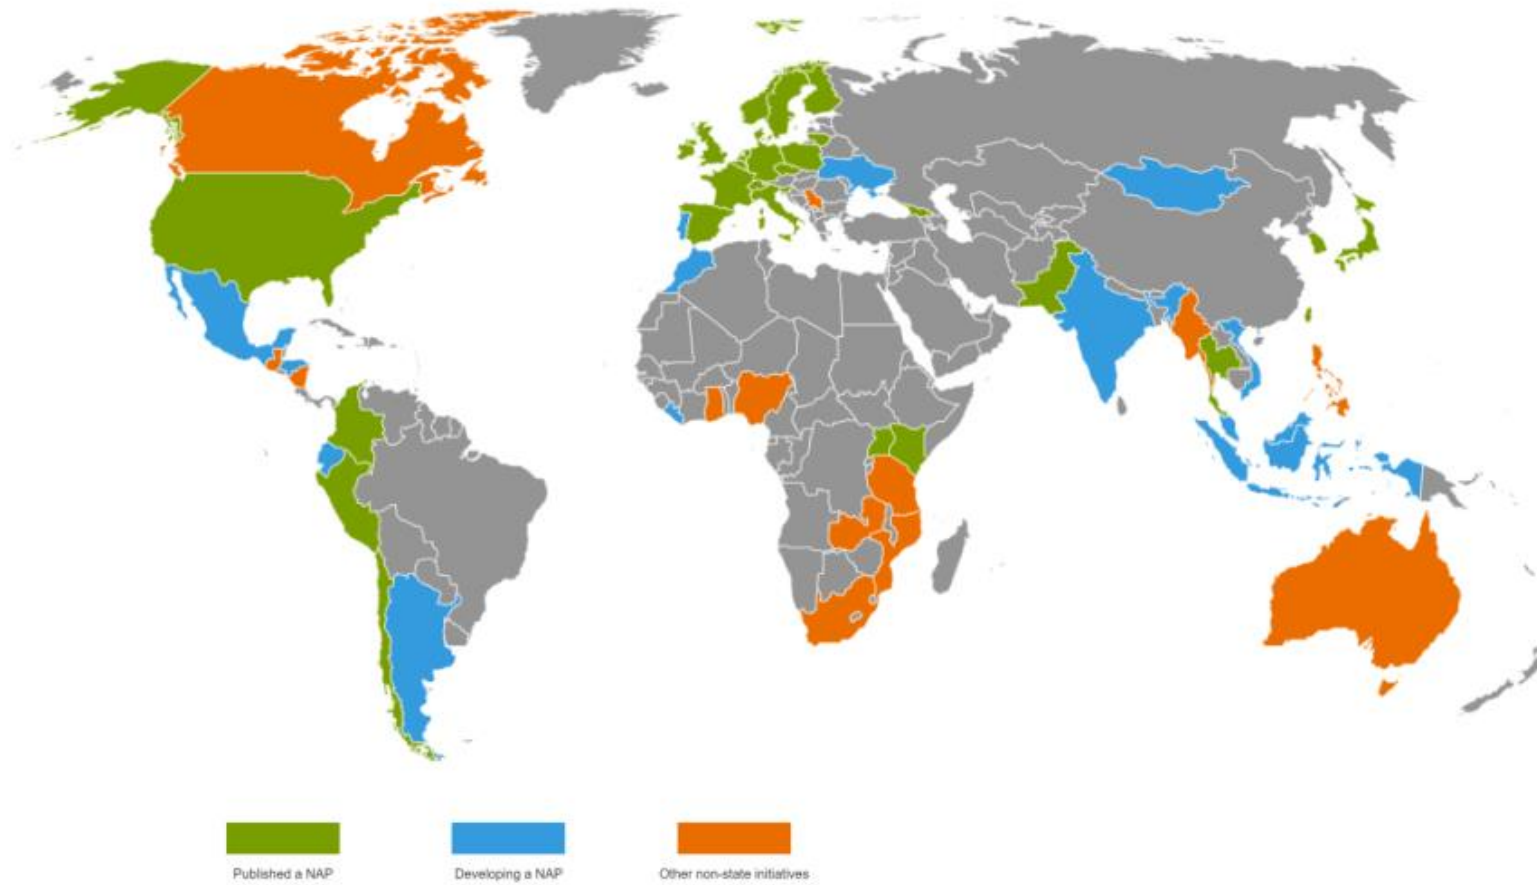 Published a NAP
Developing a NAP
Other non-state initiatives